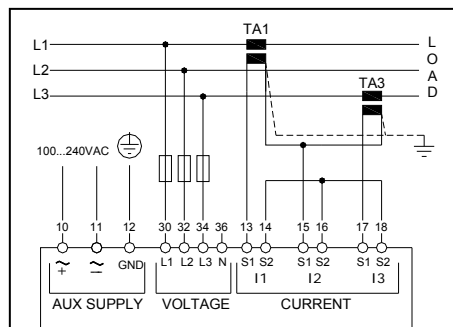 TA1
L1 L
L2 O
A
L3 D
TA3
100...240VAC
10 11 12 30 32 34 36 13 14 15 16 17 18
~ + ~ – GND L1 L2 L3 N S1 S2 S1 S2 S1 S2
I1 I2 I3
AUX SUPPLY VOLTAGE CURRENT